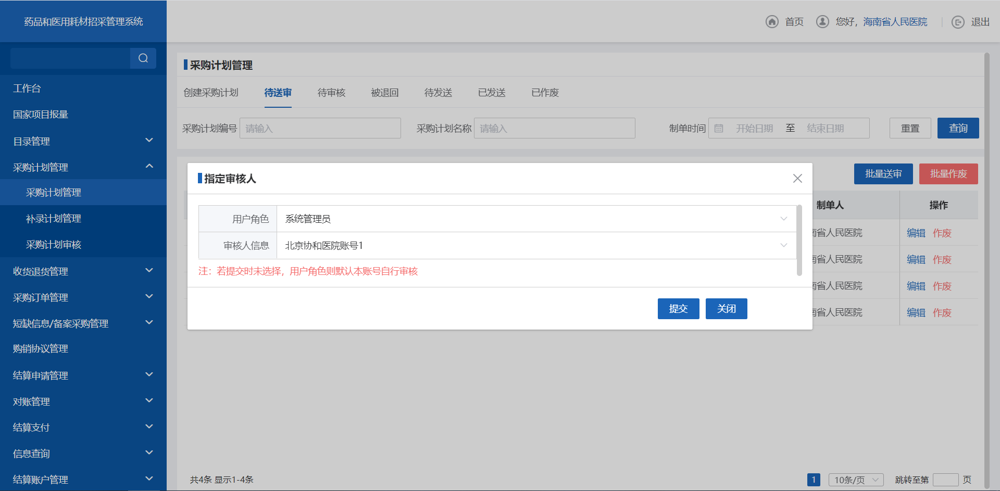 药品和医用耗材招采管理系统
首页
您好，海南省人民医院
退出
工作台
国家项目报量
目录管理
采购计划管理
采购计划管理
补录计划管理
采购计划审核
收货退货管理
采购订单管理
短缺信息/备案采购管理
购销协议管理
结算申请管理
对账管理
结算支付
信息查询
结算账户管理
采购计划管理
创建采购计划 待送审 待审核 被退回 待发送 已发送 已作废
采购计划编号 请输入 采购计划名称 请输入 制单时间 开始日期 至 结束日期 重置 查询
批量送审 批量作废
制单人 操作
省人民医院 编辑 作废
省人民医院 编辑 作废
省人民医院 编辑 作废
省人民医院 编辑 作废
指定审核人
用户角色 系统管理员
审核人信息 北京协和医院账号1
注：若提交时未选择，用户角色则默认本账号自行审核
提交 关闭
共4条 显示1-4条
1 10条/页 跳转至第 页